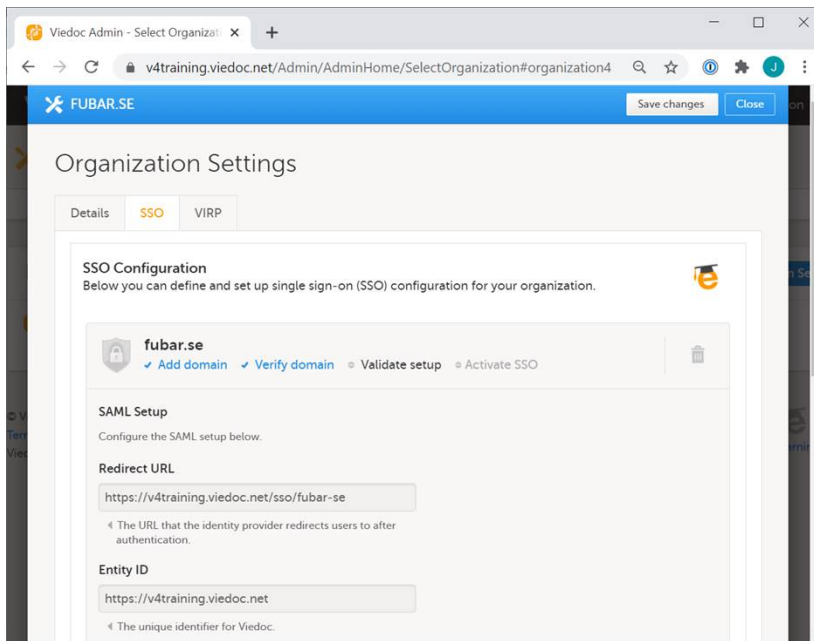 Viedoc Admin - Select Organizati
v4training.viedoc.net/Admin/AdminHome/SelectOrganization#organization4
J
FUBAR.SE
Save changes
Close
on
Organization Settings
Details
SSO
VIRP
SSO Configuration
Below you can define and set up single sign-on (SSO) configuration for your organization.
fubar.se
Add domain
Verify domain
Validate setup
Activate SSO
SAML Setup
Configure the SAML setup below.
Redirect URL
https://v4training.viedoc.net/sso/fubar-se
The URL that the identity provider redirects users to after
authentication.
Entity ID
https://v4training.viedoc.net
The unique identifier for Viedoc.